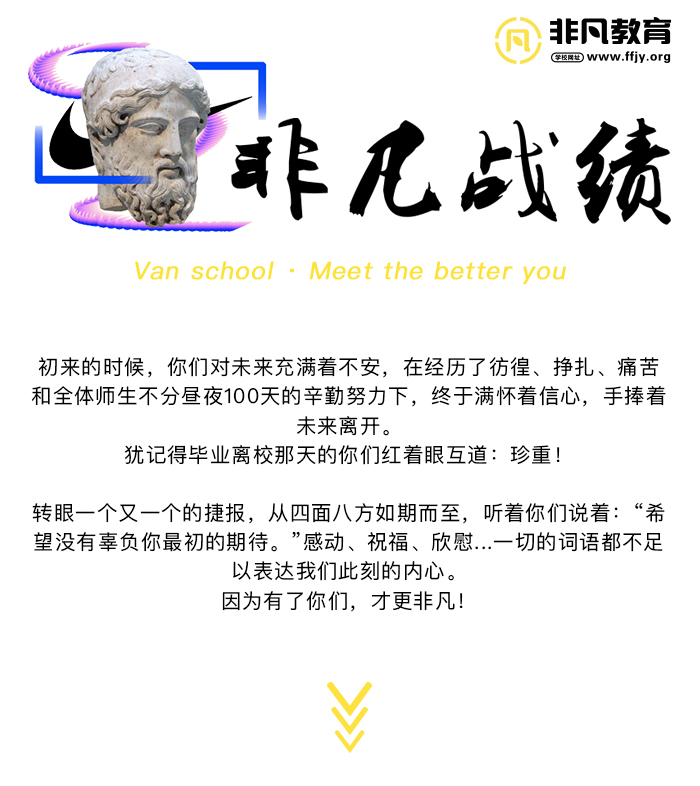 非凡教育
学校网址 www.ffjy.org
非凡战绩
Van school · Meet the better you
初来的时候，你们对未来充满着不安，在经历了彷徨、挣扎、痛苦
和全体师生不分昼夜100天的辛勤努力下，终于满怀着信心，手捧着
未来离开。
犹记得毕业离校那天的你们红着眼互道：珍重！
转眼一个又一个的捷报，从四面八方如期而至，听着你们说着：“希
望没有辜负你最初的期待。”感动、祝福、欣慰...一切的词语都不足
以表达我们此刻的内心。
因为有了你们，才更非凡！